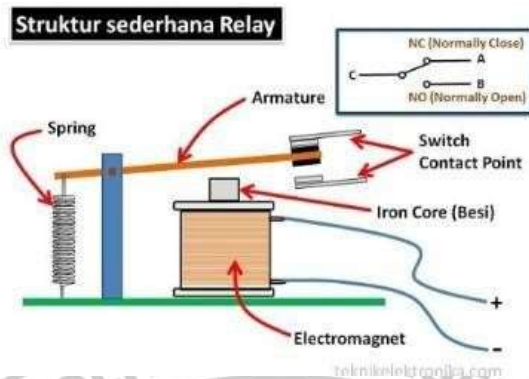 Struktur sederhana Relay
NC (Normally Close)
A
C
B
NO (Normally Open)
Armature
Spring
Switch
Contact Point
Iron Core (Besi)
+
Electromagnet
-
teknikelektronika.com